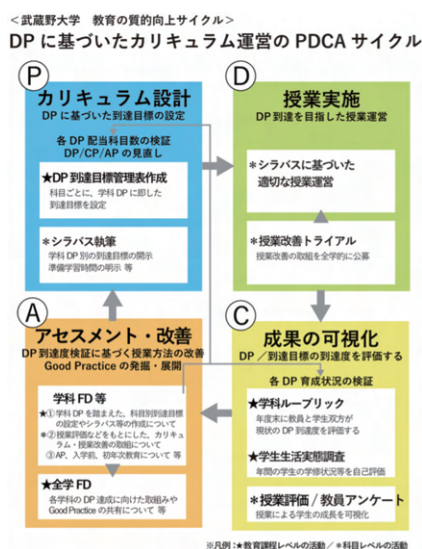 ＜武蔵野大学　教育の質的向上サイクル＞
DPに基づいたカリキュラム運営のPDCAサイクル
P
カリキュラム設計
DPに基づいた到達目標の設定
各DP配当科目数の検証
DP/CP/APの見直し
★DP到達目標管理表作成
科目ごとに、学科DPに即した
到達目標を設定
＊シラバス執筆
学科DP別の到達目標の開示
準備学習時間の明示 等
D
授業実施
DP到達を目指した授業運営
＊シラバスに基づいた
適切な授業運営
＊授業改善トライアル
授業改善の取組を全学的に公募
A
アセスメント・改善
DP到達度検証に基づく授業方法の改善
Good Practiceの発掘・展開
学科FD等
★①学科DPを踏まえた、科目別到達目標
の設定やシラバス等の作成について
＊②授業評価などをもとにした、カリキュ
ラム・授業改善の取組について
③AP、入学前、初年次教育について 等
★全学FD
各学科のDP達成に向けた取組みや
Good Practiceの共有について 等
C
成果の可視化
DP／到達目標の到達度を評価する
各DP育成状況の検証
★学科ルーブリック
年度末に教員と学生双方が
現状のDP到達度を評価する
★学生生活実態調査
年間の学生の学修状況等を自己評価
＊授業評価/教員アンケート
授業による学生の成長を可視化
※凡例：★教育課程レベルの活動／＊科目レベルの活動